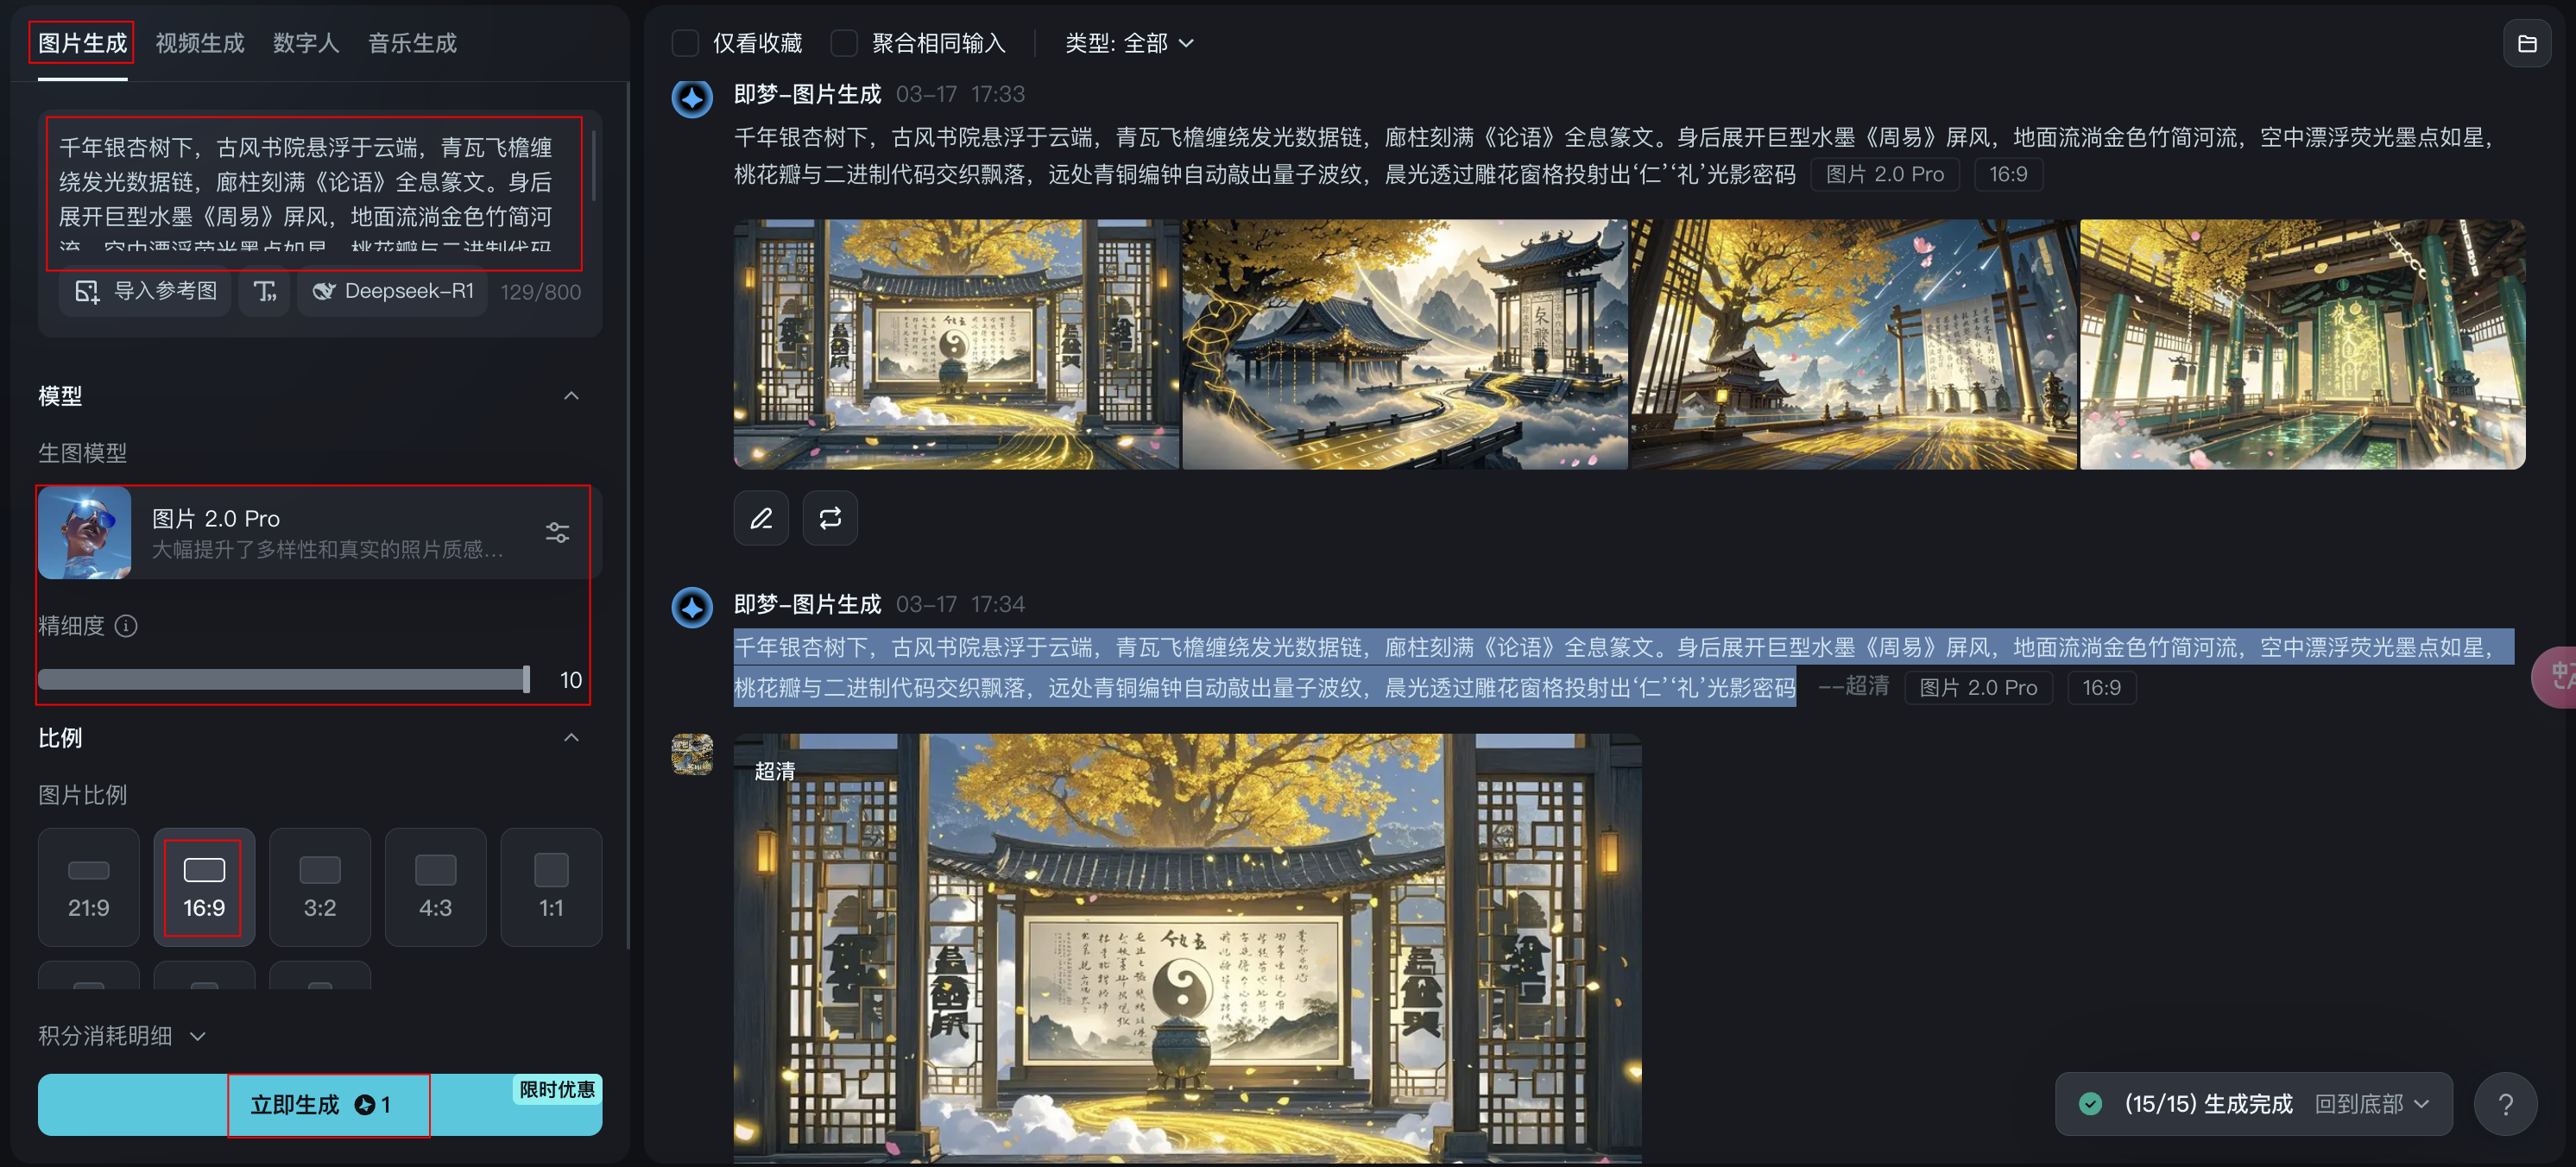 图片生成 视频生成 数字人 音乐生成
千年银杏树下，古风书院悬浮于云端，青瓦飞檐缠
绕发光数据链，廊柱刻满《论语》全息篆文。身后
展开巨型水墨《周易》屏风，地面流淌金色竹简河
流，空中漂浮荧光墨点如星，桃花瓣与二进制代码
导入参考图 T Deepseek-R1 129/800
模型
生图模型
图片 2.0 Pro
大幅提升了多样性和真实的照片质感...
精细度
10
比例
图片比例
21:9 16:9 3:2 4:3 1:1
积分消耗明细
立即生成 1
限时优惠
仅看收藏 聚合相同输入 类型: 全部
即梦-图片生成 03-17 17:33
千年银杏树下，古风书院悬浮于云端，青瓦飞檐缠绕发光数据链，廊柱刻满《论语》全息篆文。身后展开巨型水墨《周易》屏风，地面流淌金色竹简河流，空中漂浮荧光墨点如星，
桃花瓣与二进制代码交织飘落，远处青铜编钟自动敲出量子波纹，晨光透过雕花窗格投射出‘仁’‘礼’光影密码 图片 2.0 Pro 16:9
即梦-图片生成 03-17 17:34
千年银杏树下，古风书院悬浮于云端，青瓦飞檐缠绕发光数据链，廊柱刻满《论语》全息篆文。身后展开巨型水墨《周易》屏风，地面流淌金色竹简河流，空中漂浮荧光墨点如星，
桃花瓣与二进制代码交织飘落，远处青铜编钟自动敲出量子波纹，晨光透过雕花窗格投射出‘仁’‘礼’光影密码 --超清 图片 2.0 Pro 16:9
超清
(15/15) 生成完成 回到底部
?